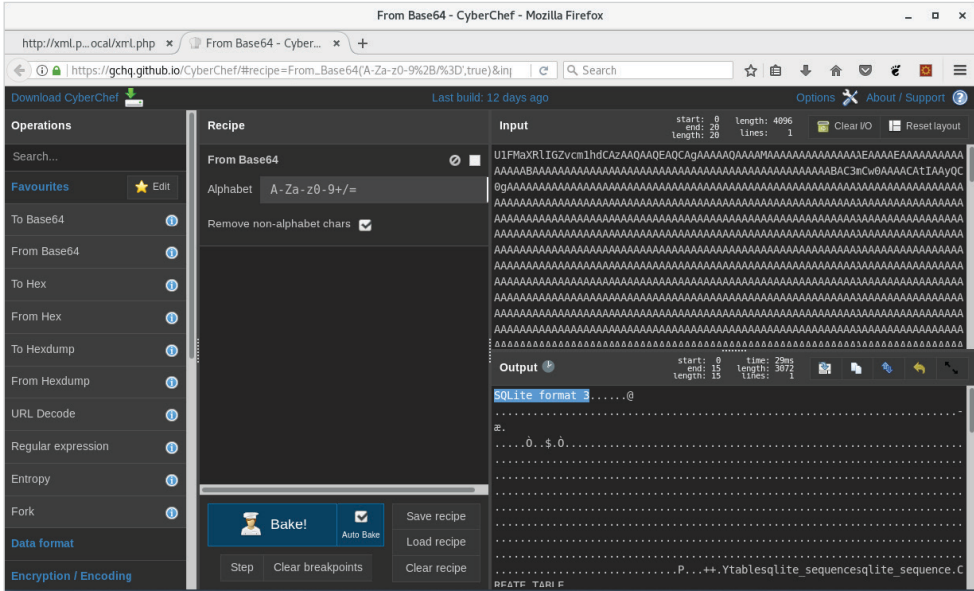 From Base64 - CyberChef - Mozilla Firefox
http://xml.p...ocal/xml.php
From Base64 - Cyber...
https://gchq.github.io/CyberChef/#recipe=From_Base64('A-Za-z0-9%2B/%3D',true)&inp
Search
Download CyberChef
Last build: 12 days ago
Options
About / Support
Operations
Search...
Favourites
Edit
To Base64
From Base64
To Hex
From Hex
To Hexdump
From Hexdump
URL Decode
Regular expression
Entropy
Fork
Data format
Encryption / Encoding
Recipe
From Base64
Alphabet A-Za-z0-9+/=
Remove non-alphabet chars
Bake!
Auto Bake
Save recipe
Load recipe
Clear recipe
Step
Clear breakpoints
Input
start: 0
end: 20
length: 20
length: 4096
lines: 1
Clear I/O
Reset layout
Output
start: 0
end: 15
length: 15
time: 29ms
length: 3072
lines: 1
SQLite format 3......@
æ.
.....Ò..$.Ò
P...++.Ytablesqlite_sequencesqlite_sequence.C
REATE TABLE